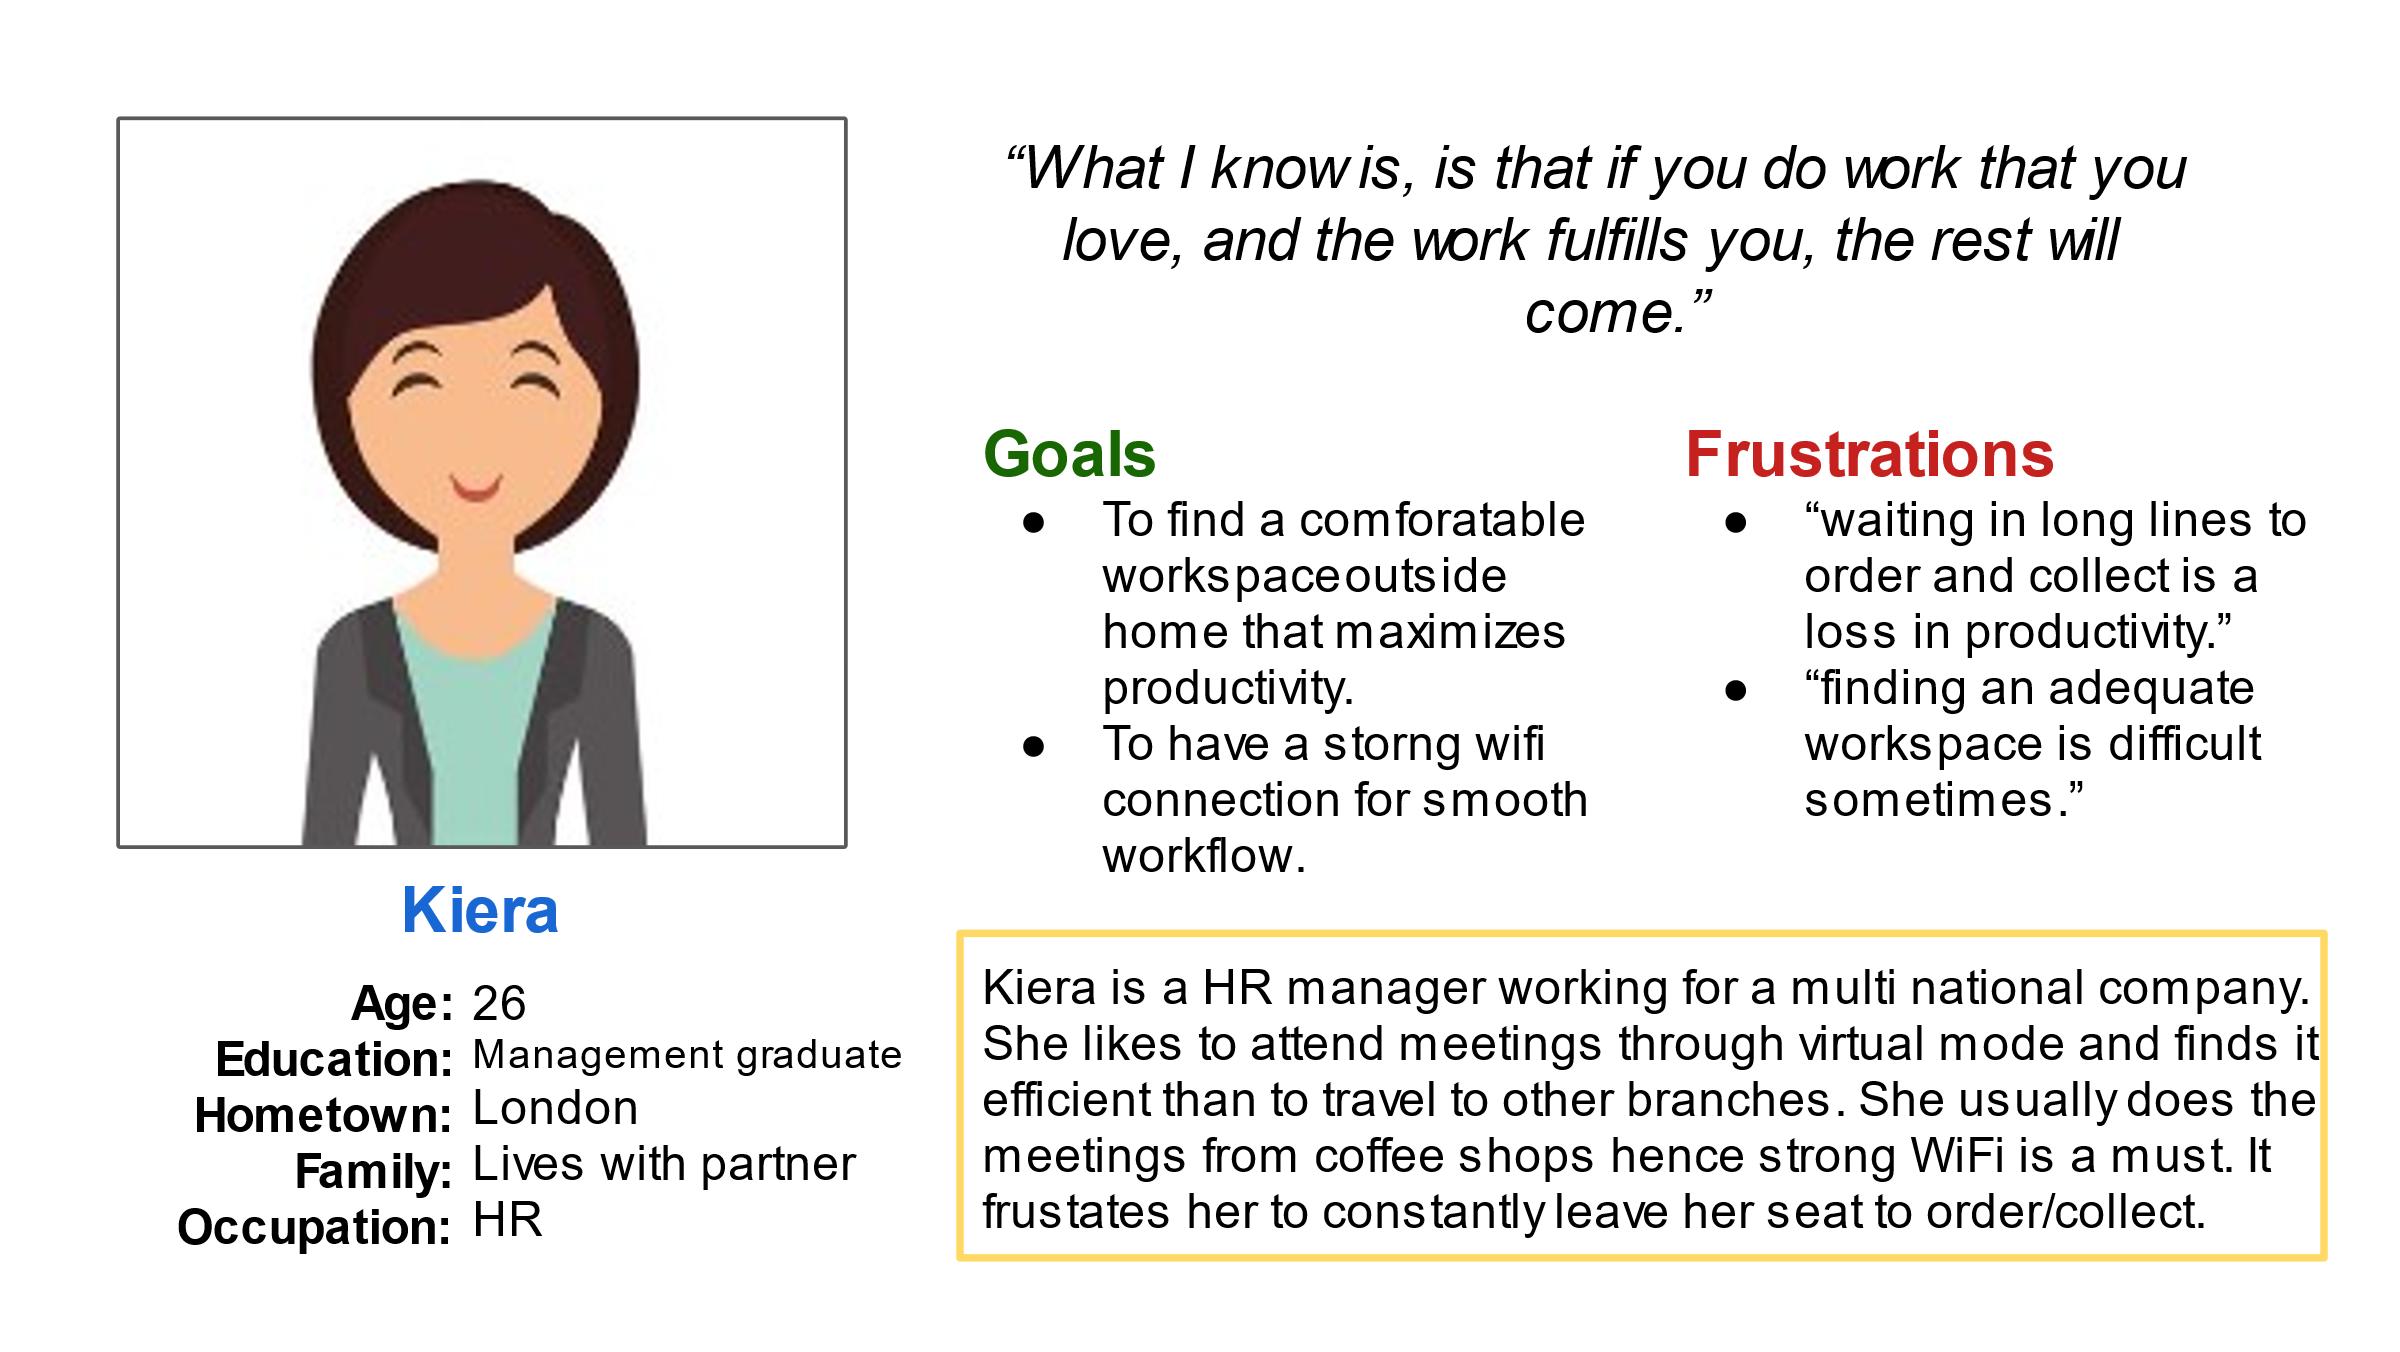 “What I know is, is that if you do work that you
love, and the work fulfills you, the rest will
come.”
Goals
● To find a comforatable
workspace outside
home that maximizes
productivity.
● To have a storng wifi
connection for smooth
workflow.
Frustrations
● “waiting in long lines to
order and collect is a
loss in productivity.”
● “finding an adequate
workspace is difficult
sometimes.”
Kiera
Age: 26
Education: Management graduate
Hometown: London
Family: Lives with partner
Occupation: HR
Kiera is a HR manager working for a multi national company.
She likes to attend meetings through virtual mode and finds it
efficient than to travel to other branches. She usually does the
meetings from coffee shops hence strong WiFi is a must. It
frustates her to constantly leave her seat to order/collect.